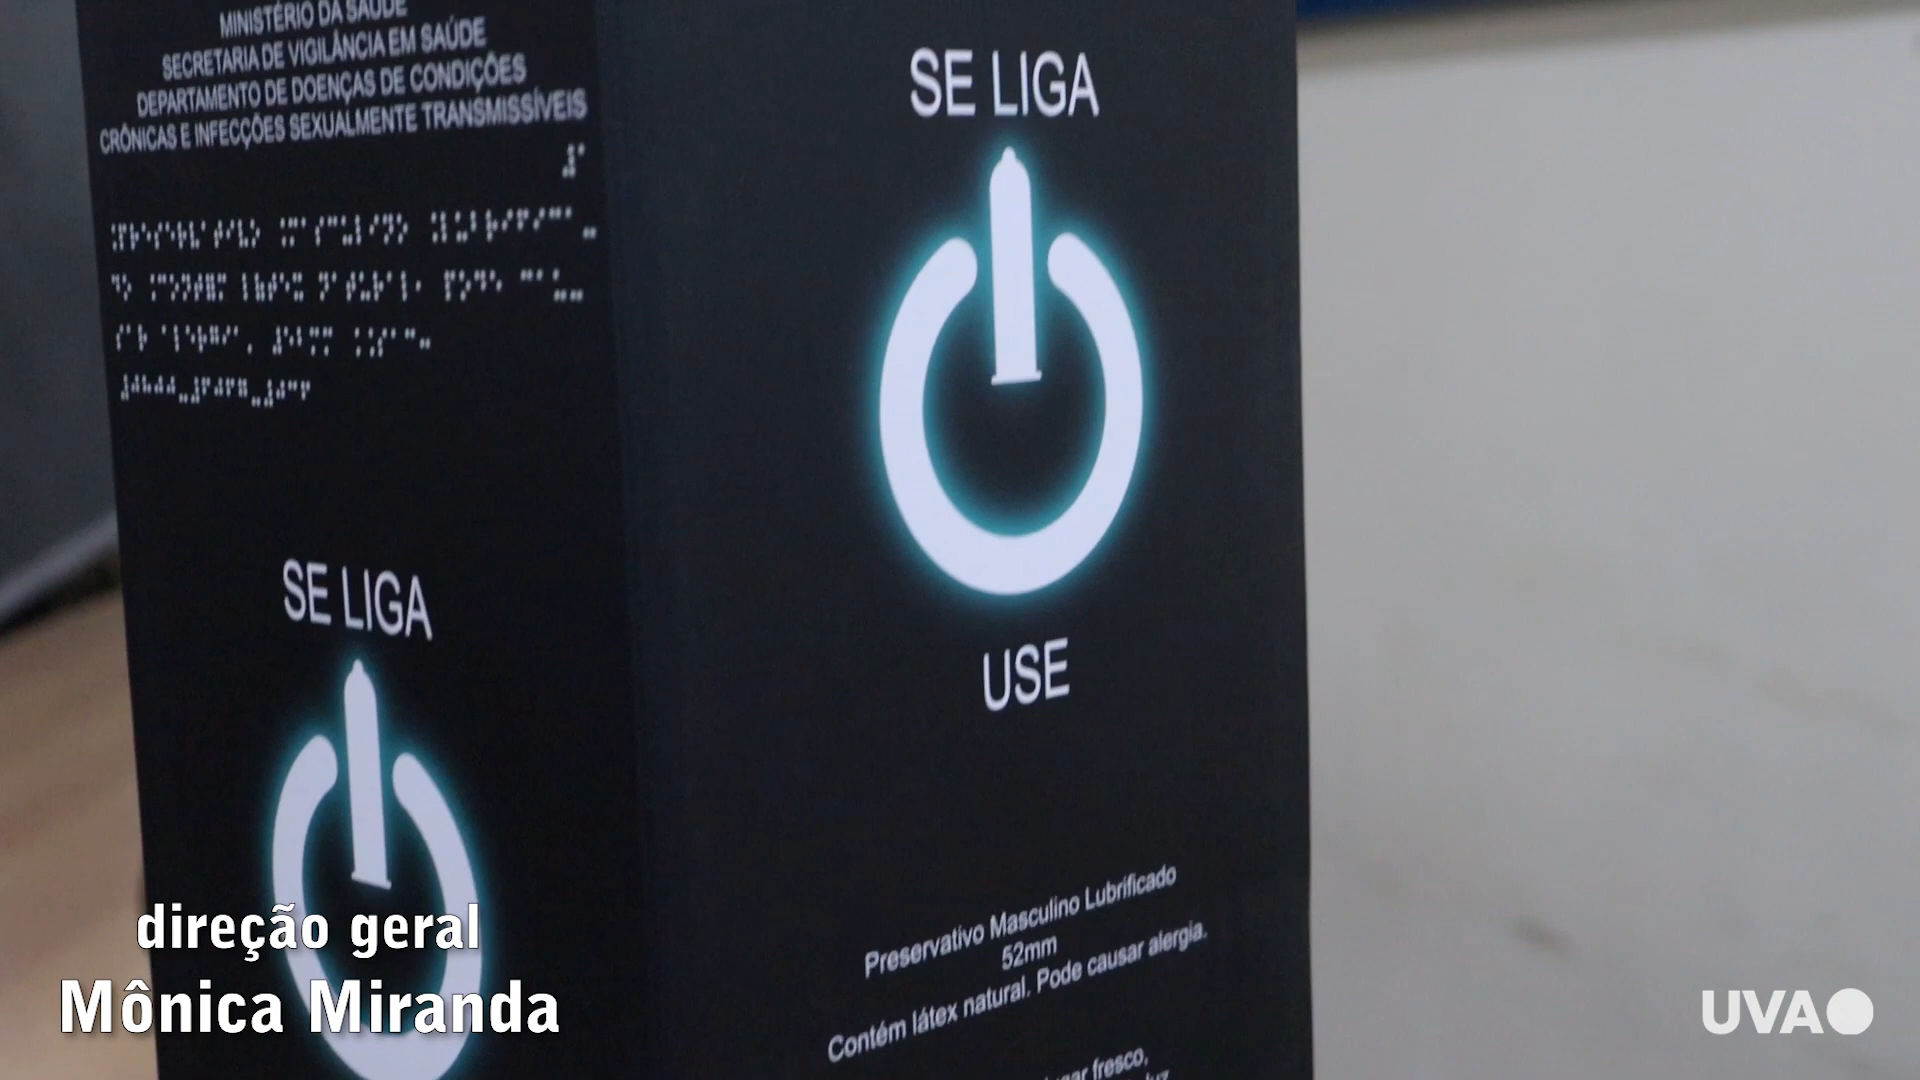 MINISTÉRIO DA SAÚDE
SECRETARIA DE VIGILÂNCIA EM SAÚDE
DEPARTAMENTO DE DOENÇAS DE CONDIÇÕES
CRÔNICAS E INFECÇÕES SEXUALMENTE TRANSMISSÍVEIS
SE LIGA
SE LIGA
USE
Preservativo Masculino Lubrificado
52mm
Contém látex natural. Pode causar alergia.
fresco,
direção geral
Mônica Miranda
UVA